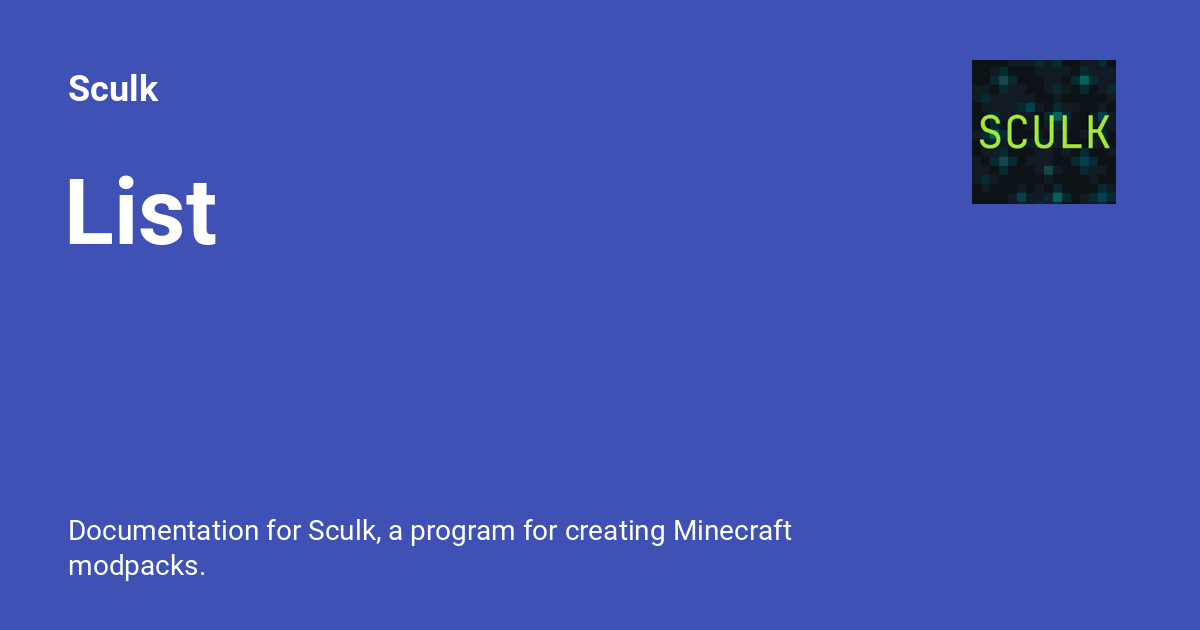 Sculk
SCULK
List
Documentation for Sculk, a program for creating Minecraft
modpacks.